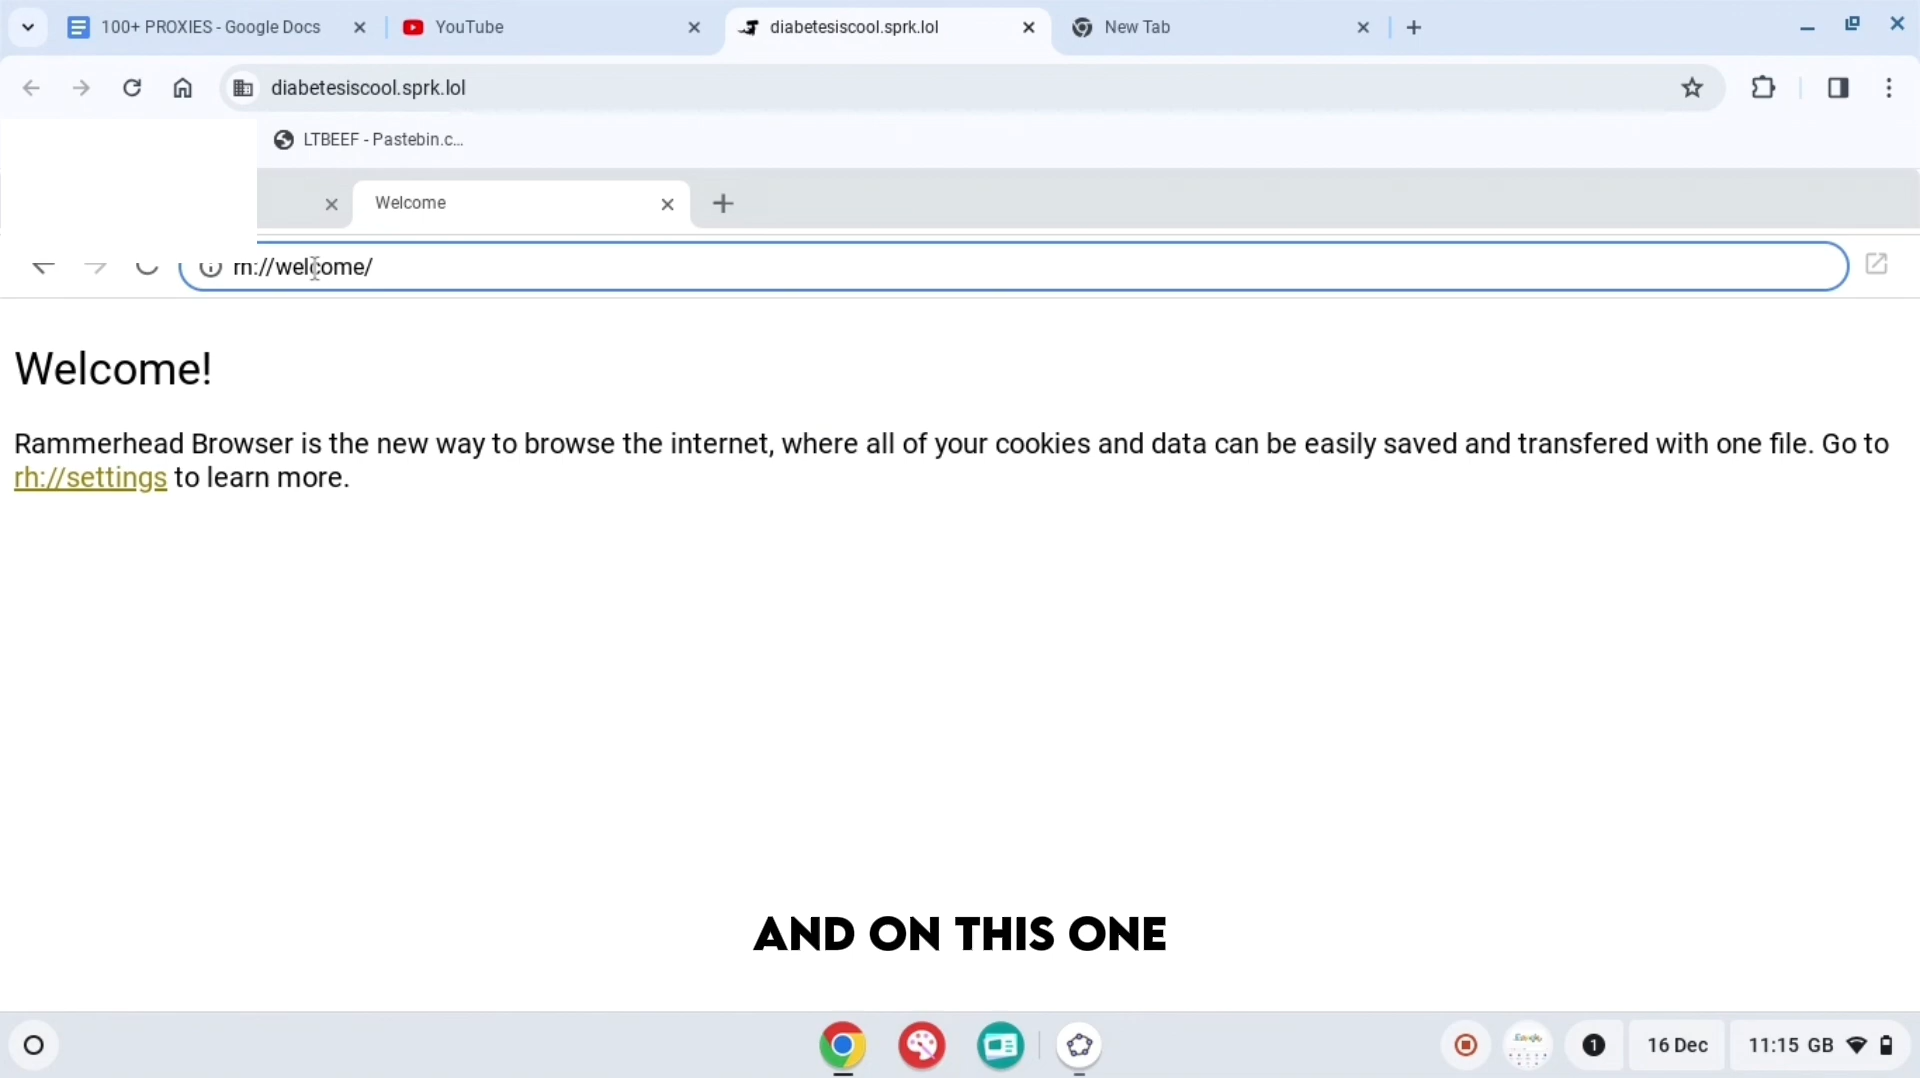 100+ PROXIES - Google Docs
YouTube
diabetesiscool.sprk.lol
New Tab
diabetesiscool.sprk.lol
LTBEEF - Pastebin.c...
Welcome
rh://welcome/
Welcome!
Rammerhead Browser is the new way to browse the internet, where all of your cookies and data can be easily saved and transfered with one file. Go to
rh://settings to learn more.
AND ON THIS ONE
1
16 Dec
11:15 GB